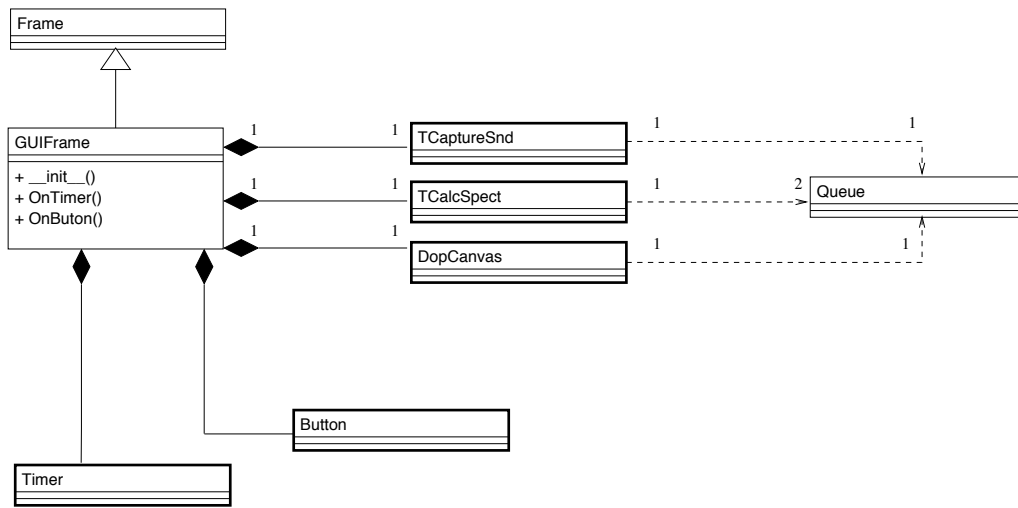 Frame
GUIFrame
+ __init__()
+ OnTimer()
+ OnButon()
1 1 TCaptureSnd 1 1
1 1 TCalcSpect 1 2 Queue
1 1 DopCanvas 1 1
Button
Timer